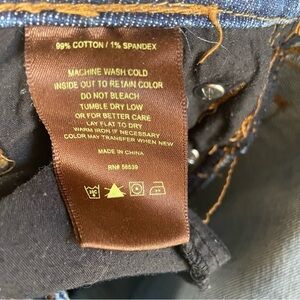 99% COTTON / 1% SPANDEX
MACHINE WASH COLD
INSIDE OUT TO RETAIN COLOR
DO NOT BLEACH
TUMBLE DRY LOW
OR FOR BETTER CARE
LAY FLAT TO DRY
WARM IRON IF NECESSARY
COLOR MAY TRANSFER WHEN NEW
MADE IN CHINA
RN# 56539